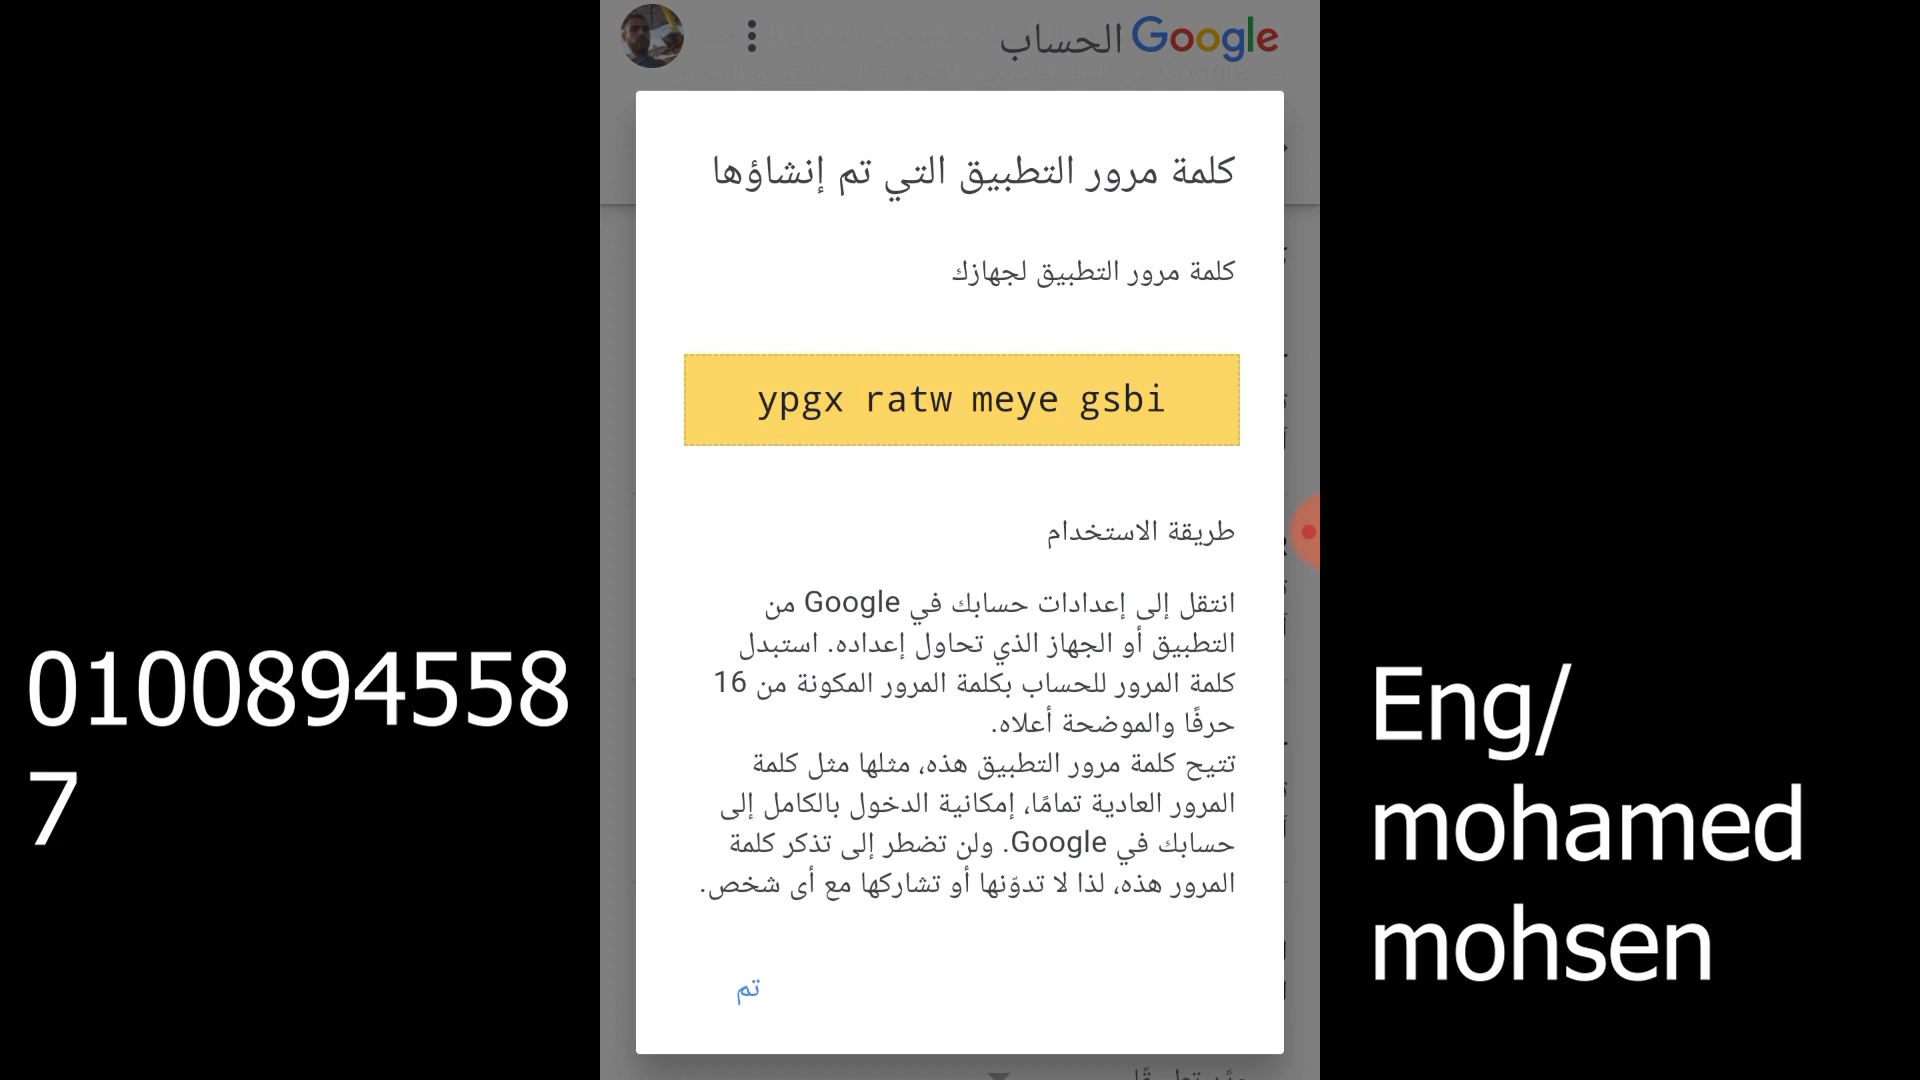 Google الحساب
كلمة مرور التطبيق التي تم إنشاؤها
كلمة مرور التطبيق لجهازك
ypgx ratw meye gsbi
طريقة الاستخدام
انتقل إلى إعدادات حسابك في Google من
التطبيق أو الجهاز الذي تحاول إعداده. استبدل
كلمة المرور للحساب بكلمة المرور المكونة من 16
حرفًا والموضحة أعلاه.
تتيح كلمة مرور التطبيق هذه، مثلها مثل كلمة
المرور العادية تمامًا، إمكانية الدخول بالكامل إلى
حسابك في Google. ولن تضطر إلى تذكر كلمة
المرور هذه، لذا لا تدوّنها أو تشاركها مع أى شخص.
تم
0100894558
7
Eng/
mohamed
mohsen